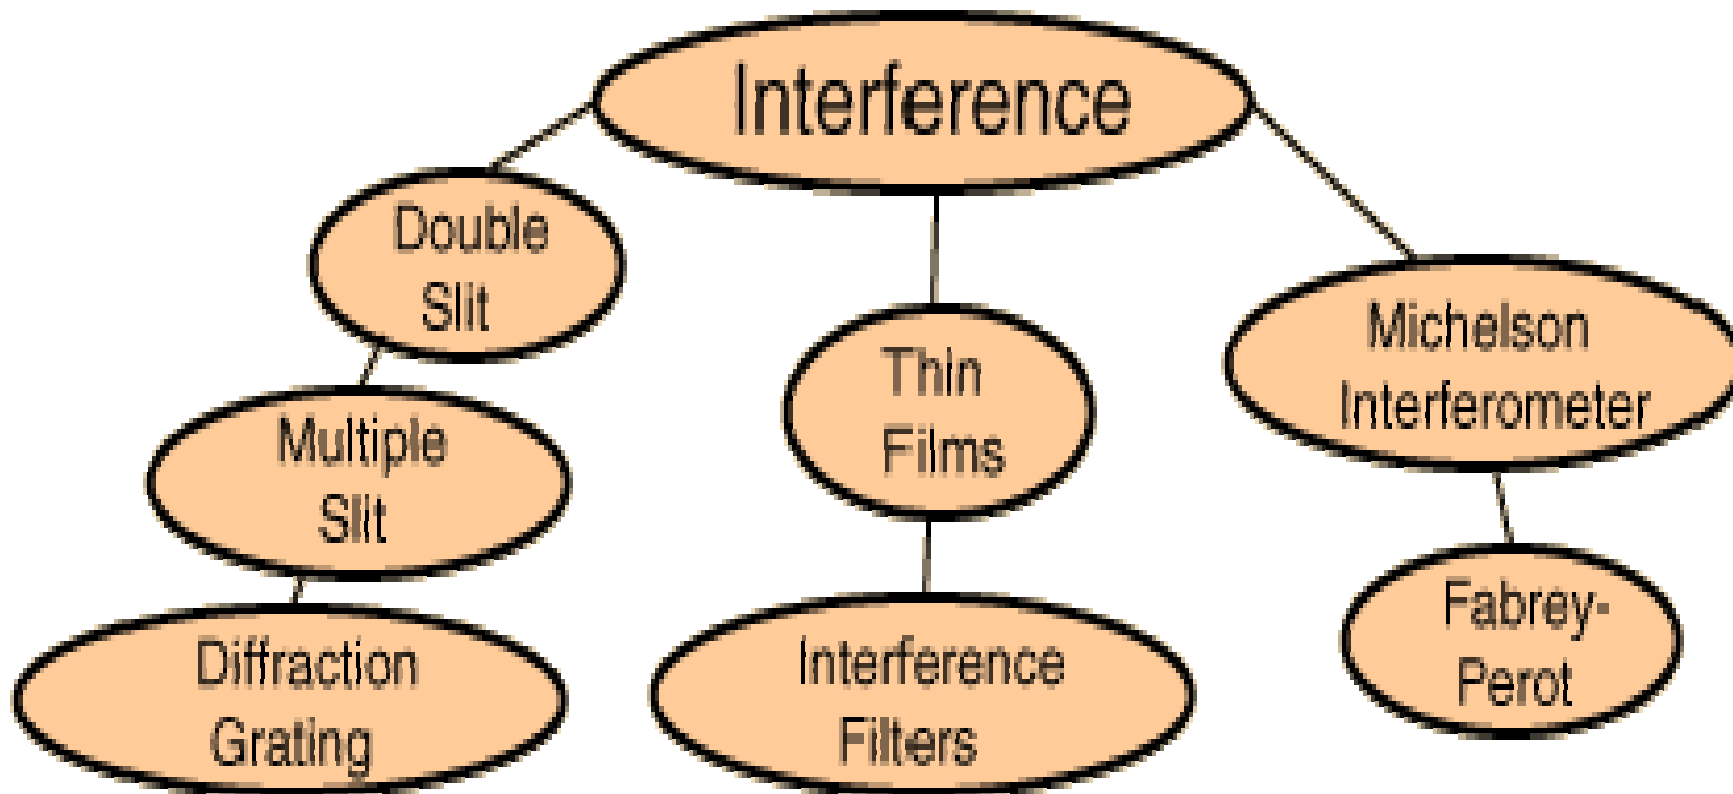 Interference
Double
Slit
Multiple
Slit
Diffraction
Grating
Thin
Films
Interference
Filters
Michelson
Interferometer
Fabrey-
Perot